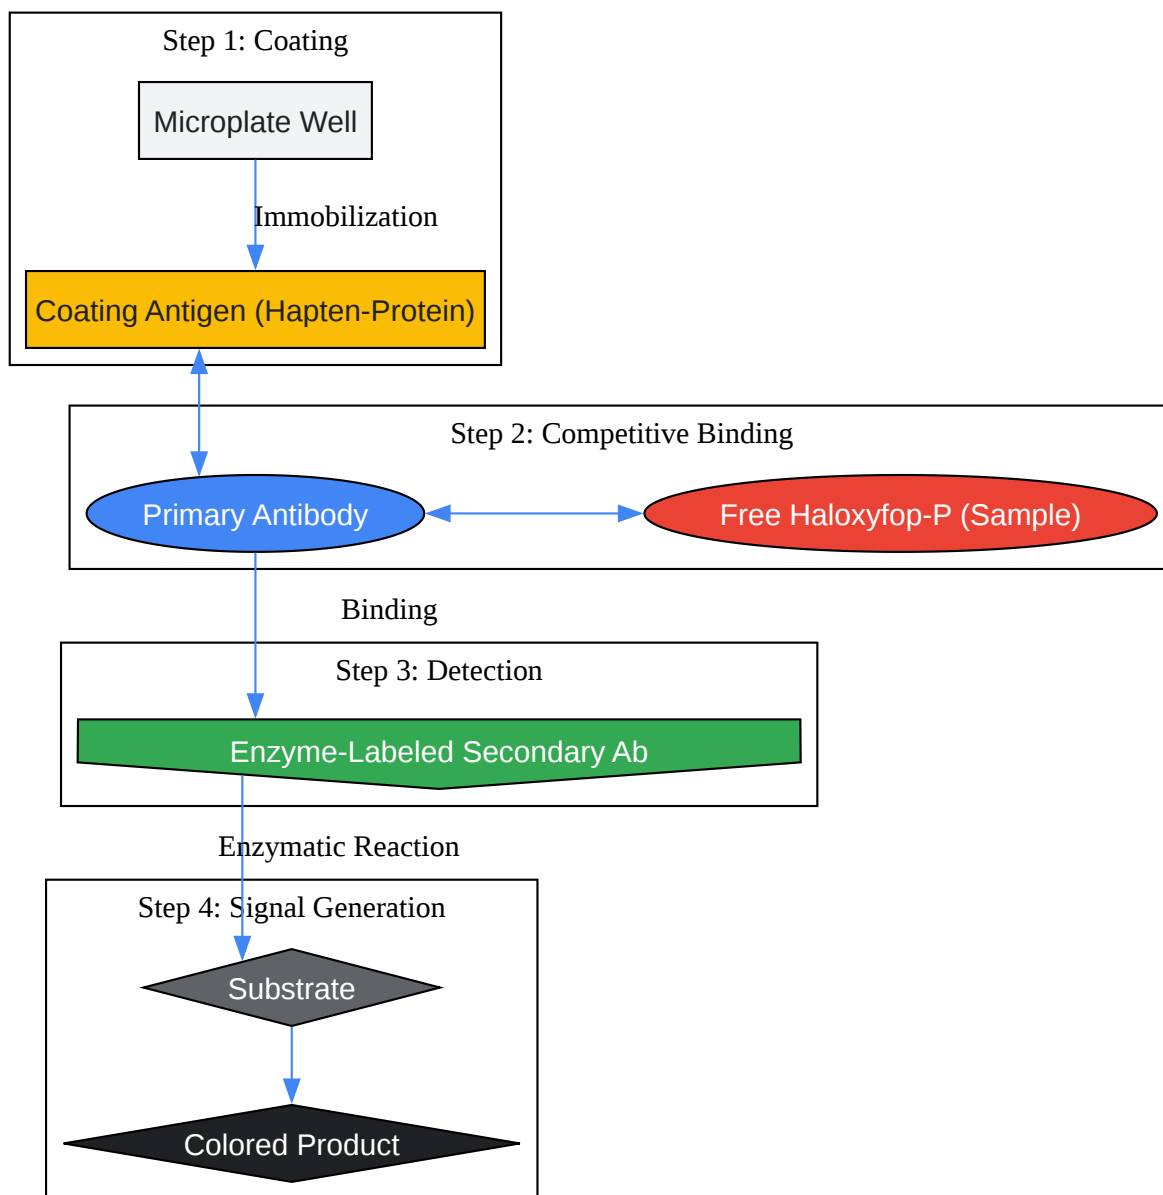 Step 1: Coating
Microplate Well
Immobilization
Coating Antigen (Hapten-Protein)
Step 2: Competitive Binding
Primary Antibody
Free Haloxyfop-P (Sample)
Binding
Step 3: Detection
Enzyme-Labeled Secondary Ab
Enzymatic Reaction
Step 4: Signal Generation
Substrate
Colored Product